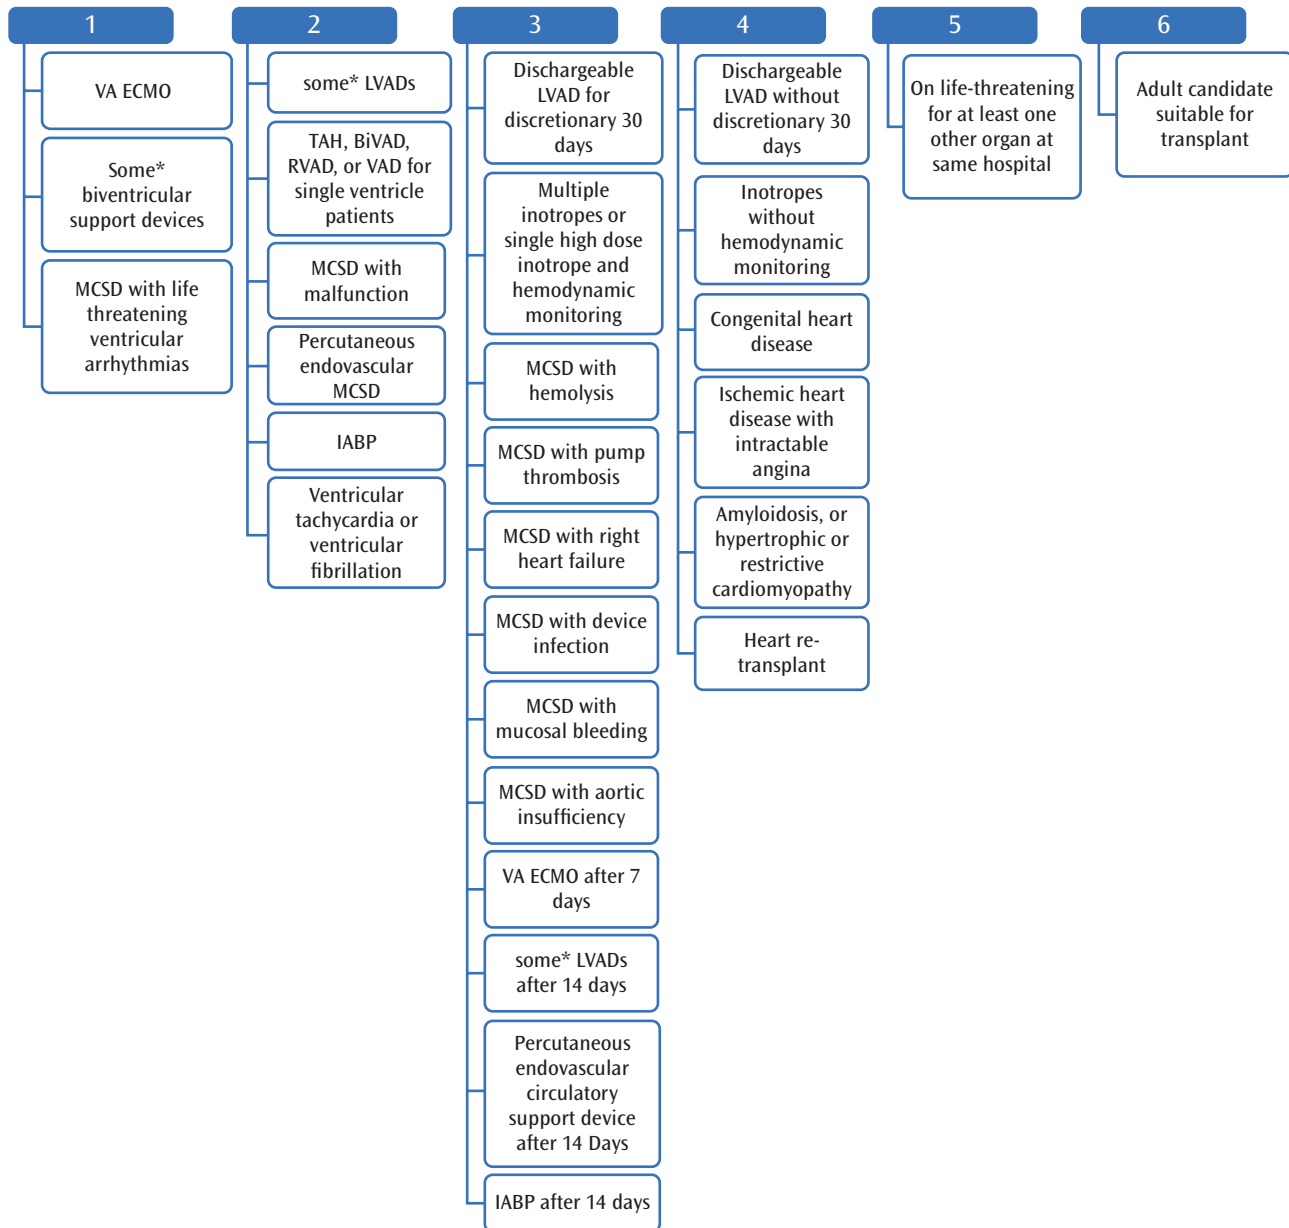 1
VA ECMO
Some*
biventricular
support devices
MCSD with life
threatening
ventricular
arrhythmias
2
some* LVADs
TAH, BiVAD,
RVAD, or VAD for
single ventricle
patients
MCSD with
malfunction
Percutaneous
endovascular
MCSD
IABP
Ventricular
tachycardia or
ventricular
fibrillation
3
Dischargeable
LVAD for
discretionary 30
days
Multiple
inotropes or
single high dose
inotrope and
hemodynamic
monitoring
MCSD with
hemolysis
MCSD with pump
thrombosis
MCSD with right
heart failure
MCSD with device
infection
MCSD with
mucosal bleeding
MCSD with aortic
insufficiency
VA ECMO after 7
days
some* LVADs
after 14 days
Percutaneous
endovascular
circulatory
support device
after 14 Days
IABP after 14 days
4
Dischargeable
LVAD without
discretionary 30
days
Inotropes
without
hemodynamic
monitoring
Congenital heart
disease
Ischemic heart
disease with
intractable
angina
Amyloidosis, or
hypertrophic or
restrictive
cardiomyopathy
Heart re-
transplant
5
On life-threatening
for at least one
other organ at
same hospital
6
Adult candidate
suitable for
transplant